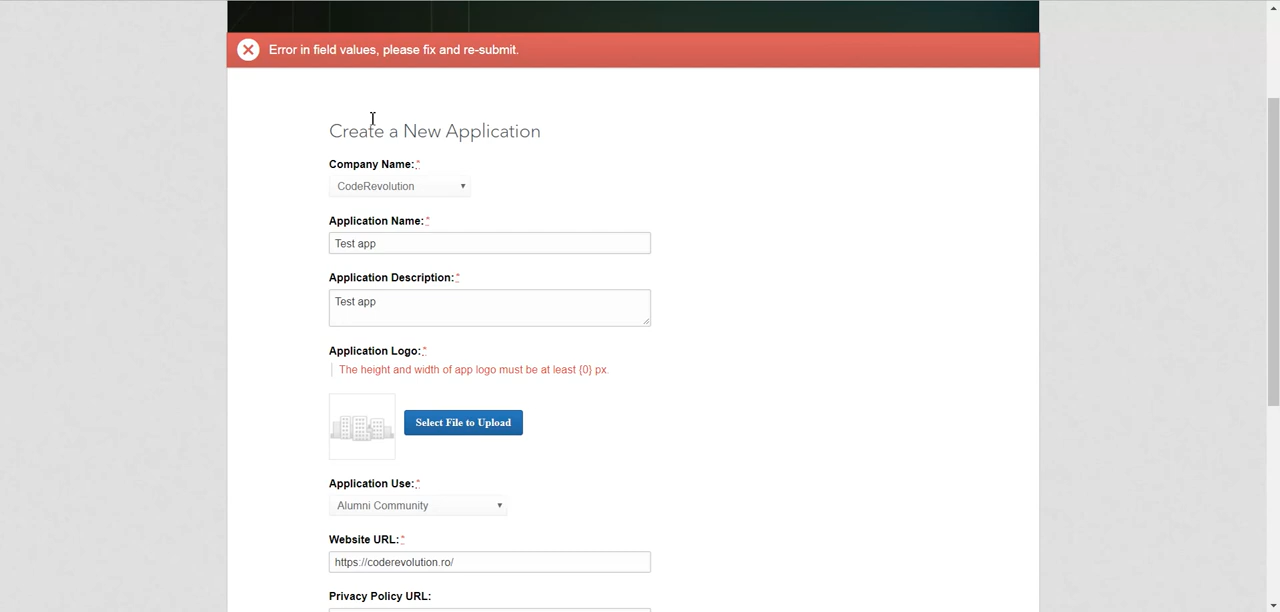 Error in field values, please fix and re-submit.
Create a New Application
Company Name:*
CodeRevolution
Application Name:*
Test app
Application Description:*
Test app
Application Logo:*
The height and width of app logo must be at least {0} px.
Select File to Upload
Application Use:*
Alumni Community
Website URL:*
https://coderevolution.ro/
Privacy Policy URL: